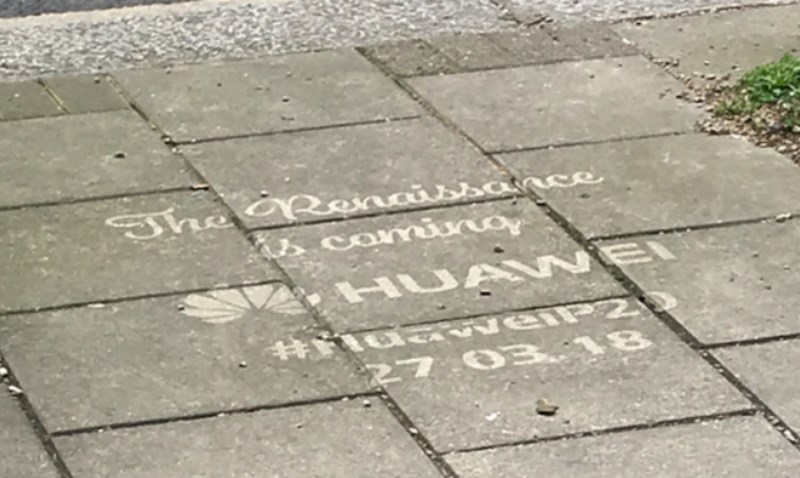 The Renaissance
is coming
HUAWEI
#HuaweiP20
27.03.18